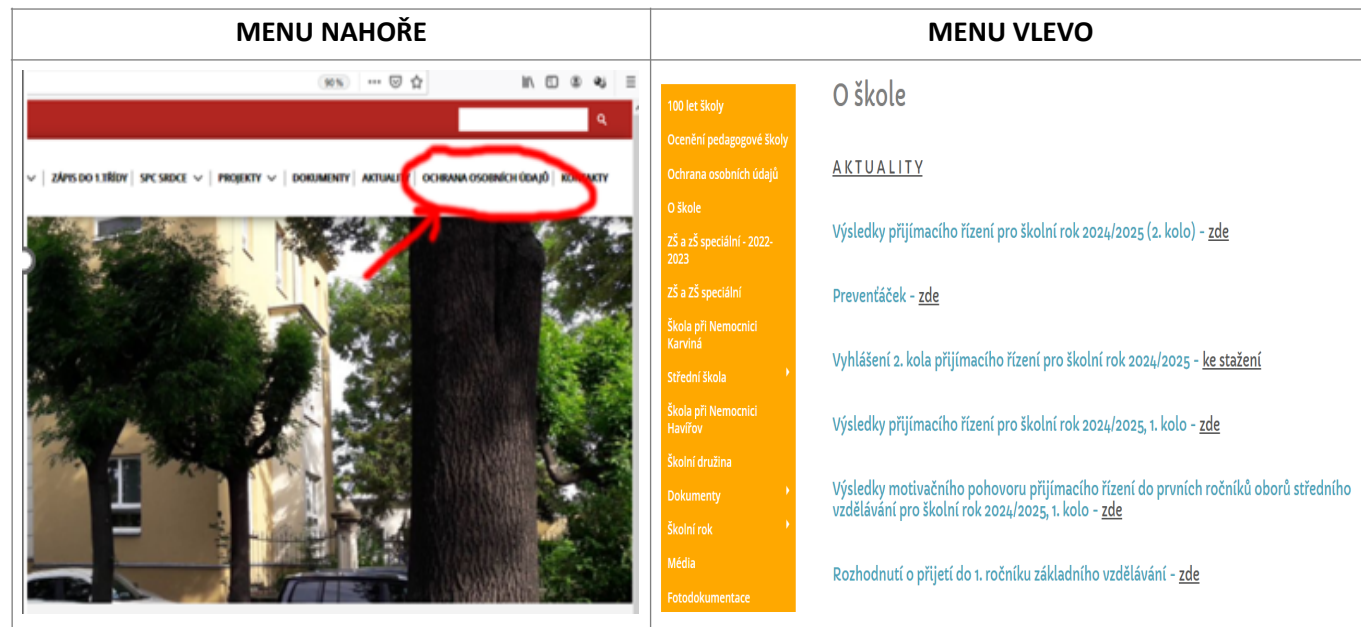 MENU NAHOŘE
MENU VLEVO
90 %
ZÁPIS DO 1.TŘÍDY SPC SRDCE PROJEKTY DOKUMENTY AKTUALITY OCHRANA OSOBNÍCH ÚDAJŮ KONTAKTY
100 let školy
Ocenění pedagogové školy
Ochrana osobních údajů
O škole
ZŠ a zŠ speciální - 2022-
2023
ZŠ a ZŠ speciální
Škola při Nemocnici
Karviná
Střední škola
Škola při Nemocnici
Havířov
Školní družina
Dokumenty
Školní rok
Média
Fotodokumentace
O škole
AKTUALITY
Výsledky přijímacího řízení pro školní rok 2024/2025 (2. kolo) - zde
Prevenťáček - zde
Vyhlášení 2. kola přijímacího řízení pro školní rok 2024/2025 - ke stažení
Výsledky přijímacího řízení pro školní rok 2024/2025, 1. kolo - zde
Výsledky motivačního pohovoru přijímacího řízení do prvních ročníků oborů středního
vzdělávání pro školní rok 2024/2025, 1. kolo - zde
Rozhodnutí o přijetí do 1. ročníku základního vzdělávání - zde